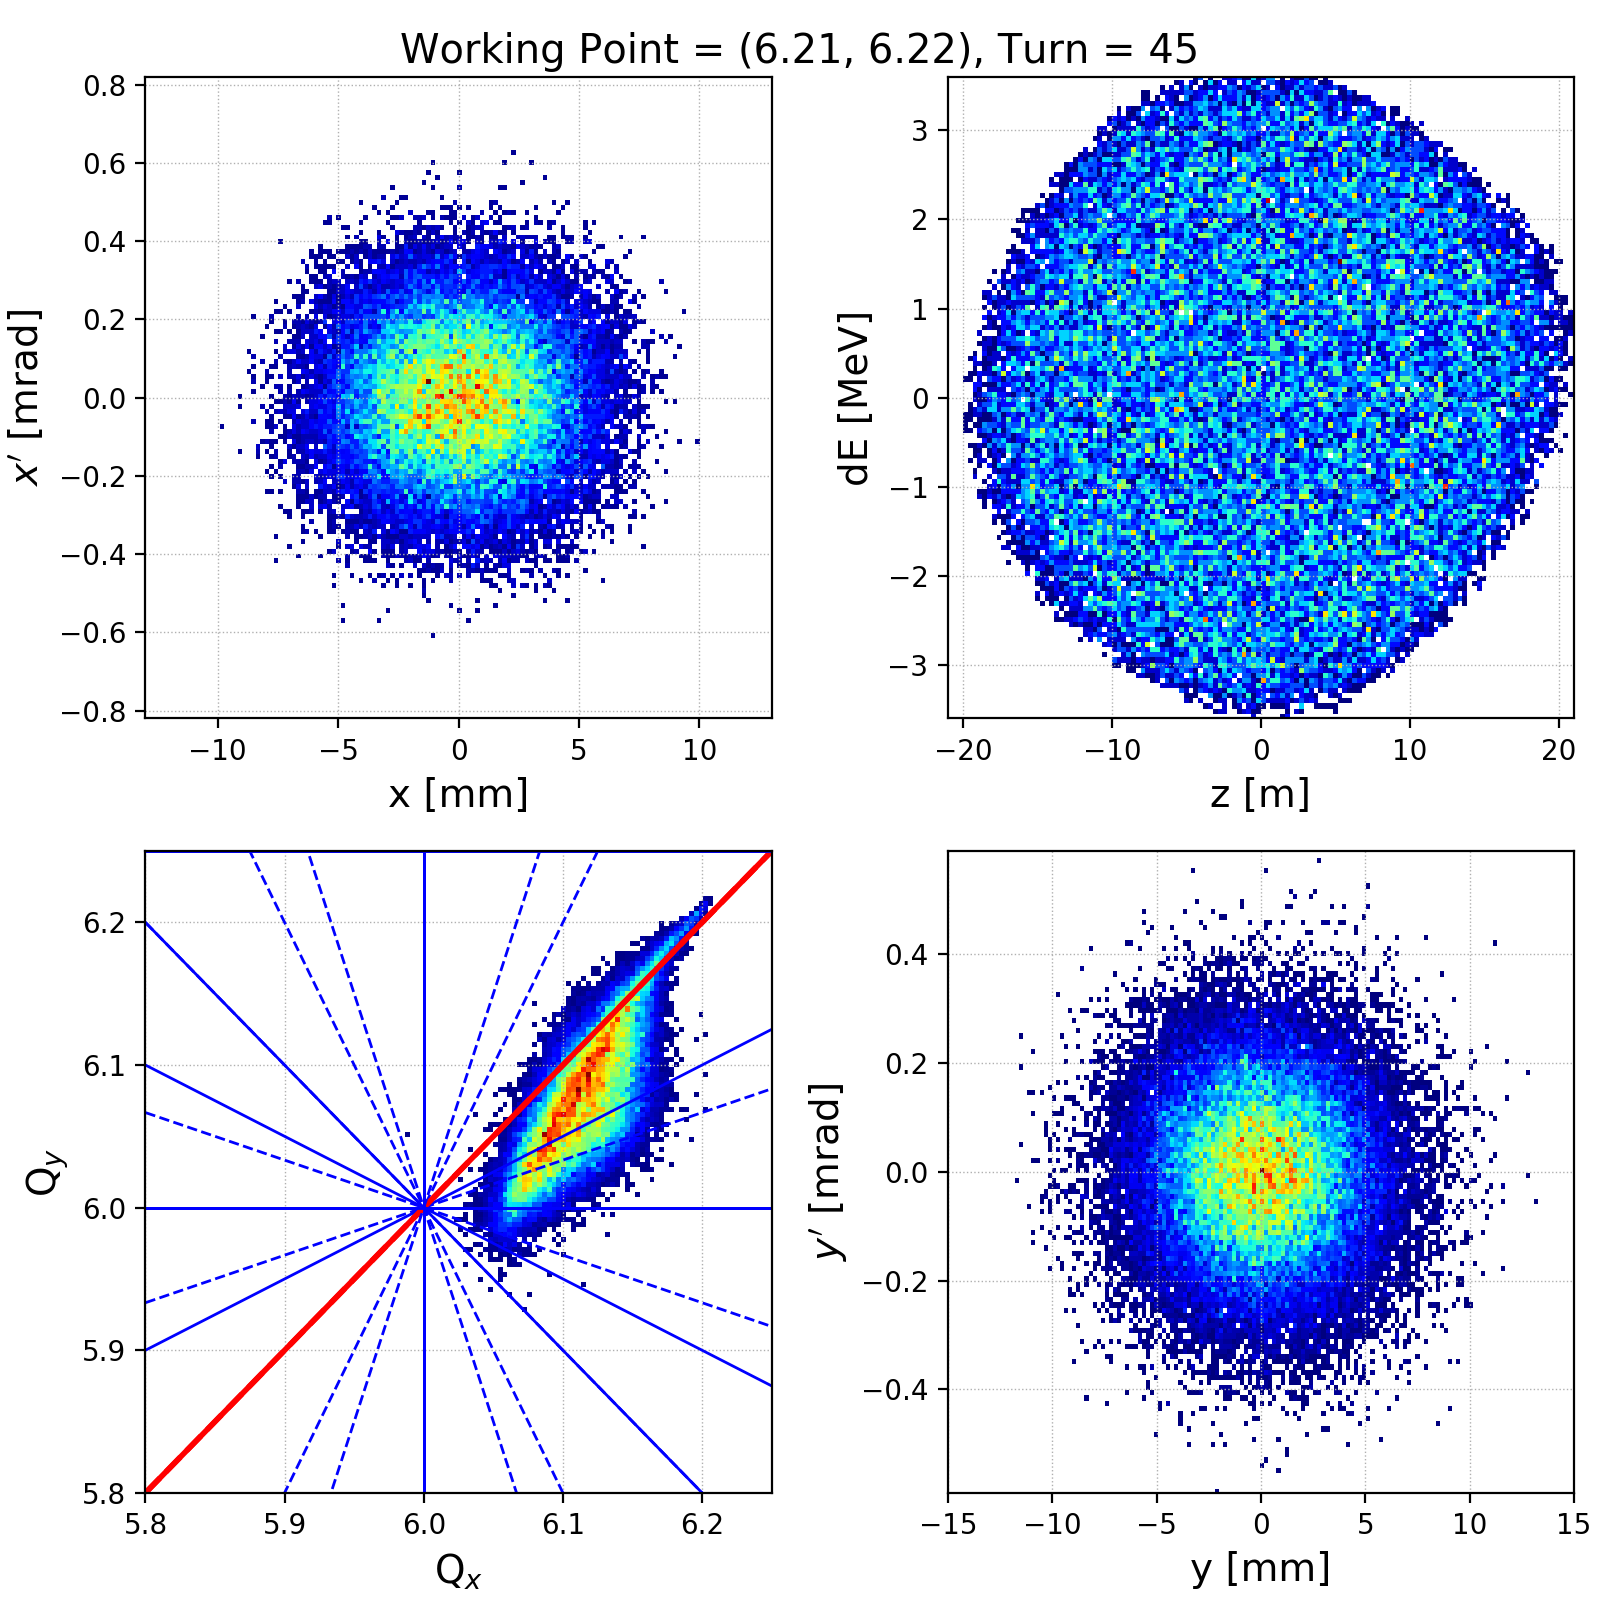 Working Point = (6.21, 6.22), Turn = 45
0.8
0.6
0.4
0.2
0.0
−0.2
−0.4
−0.6
−0.8
x′ [mrad]
−10 −5 0 5 10
x [mm]
3
2
1
0
−1
−2
−3
dE [MeV]
−20 −10 0 10 20
z [m]
6.2
6.1
6.0
5.9
5.8
Qy
5.8 5.9 6.0 6.1 6.2
Qx
0.4
0.2
0.0
−0.2
−0.4
y′ [mrad]
−15 −10 −5 0 5 10 15
y [mm]